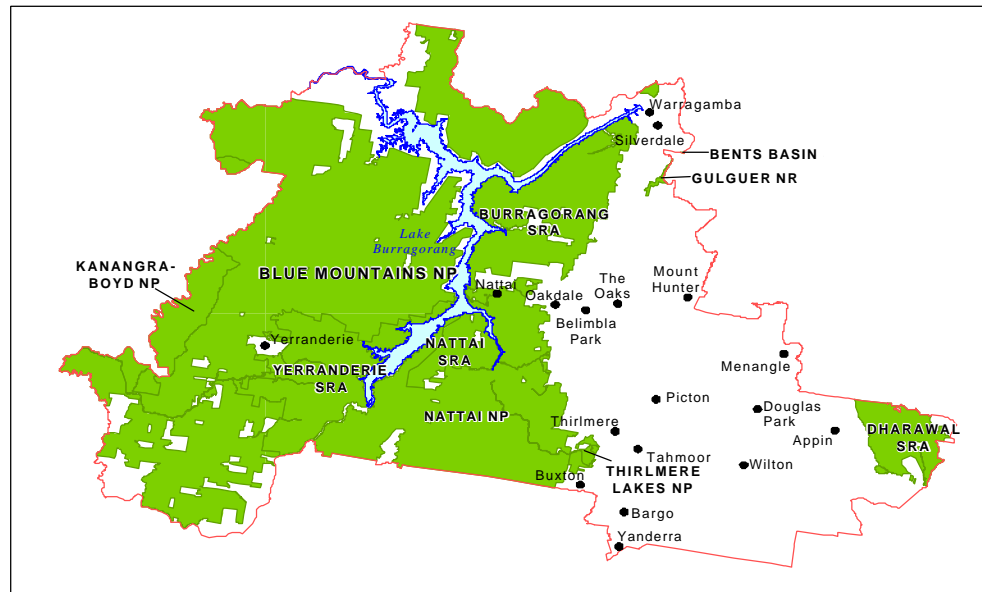 Warragamba
Silverdale
BENTS BASIN
GULGUER NR
BURRAGORANG
SRA
Lake
Burragorang
KANANGRA-
BOYD NP
BLUE MOUNTAINS NP
Nattai
Oakdale
The
Oaks
Mount
Hunter
Belimbla
Park
Yerranderie
NATTAI
SRA
YERRANDERIE
SRA
Menangle
NATTAI NP
Picton
Douglas
Park
Thirlmere
Appin
DHARAWAL
SRA
Tahmoor
Wilton
THIRLMERE
LAKES NP
Buxton
Bargo
Yanderra